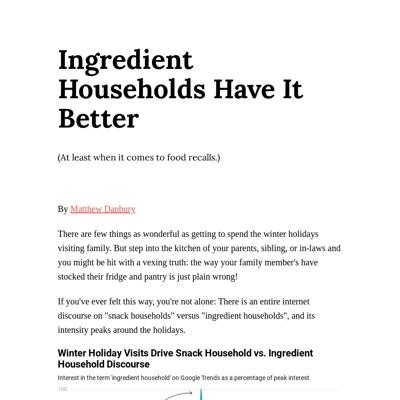 Ingredient
Households Have It
Better
(At least when it comes to food recalls.)
By Matthew Danbury
There are few things as wonderful as getting to spend the winter holidays
visiting family. But step into the kitchen of your parents, sibling, or in-laws and
you might be hit with a vexing truth: the way your family member's have
stocked their fridge and pantry is just plain wrong!
If you've ever felt this way, you're not alone: There is an entire internet
discourse on "snack households" versus "ingredient households", and its
intensity peaks around the holidays.
Winter Holiday Visits Drive Snack Household vs. Ingredient
Household Discourse
Interest in the term 'ingredient household' on Google Trends as a percentage of peak interest.
100